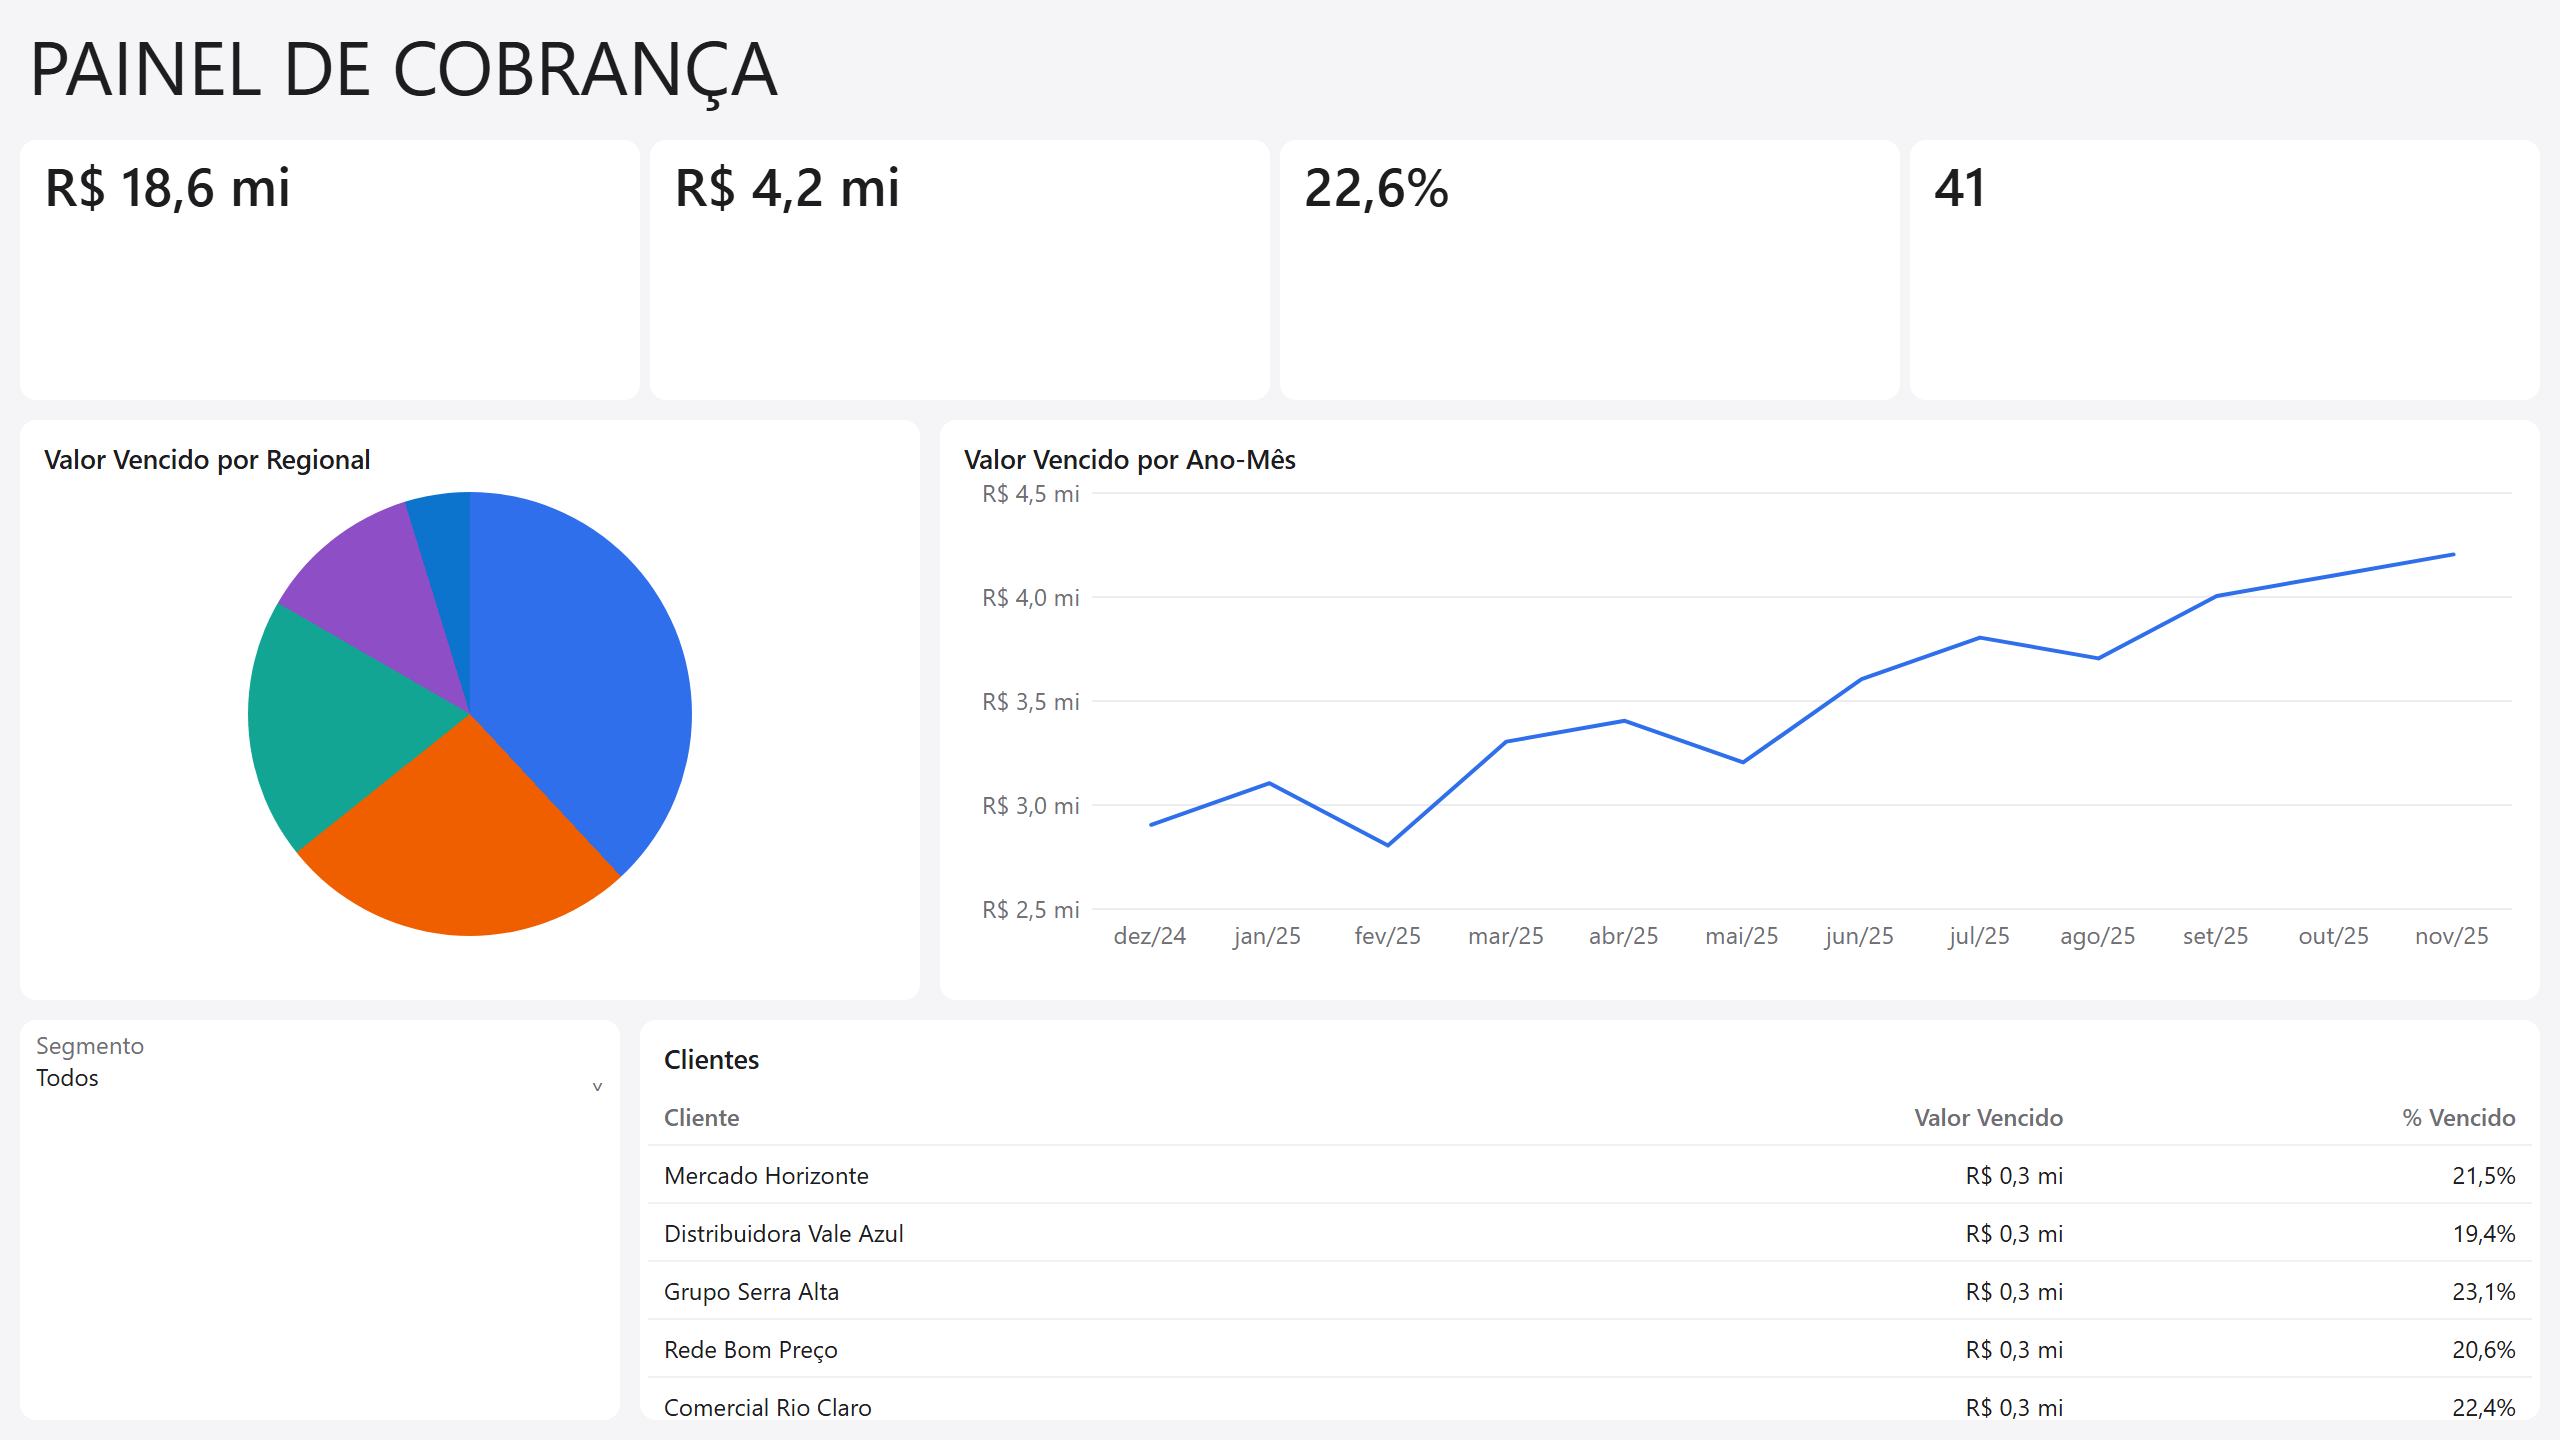 PAINEL DE COBRANÇA
R$ 18,6 mi
R$ 4,2 mi
22,6%
41
Valor Vencido por Regional
Valor Vencido por Ano-Mês
R$ 4,5 mi
R$ 4,0 mi
R$ 3,5 mi
R$ 3,0 mi
R$ 2,5 mi
dez/24 jan/25 fev/25 mar/25 abr/25 mai/25 jun/25 jul/25 ago/25 set/25 out/25 nov/25
Segmento
Todos
Clientes
Cliente Valor Vencido % Vencido
Mercado Horizonte R$ 0,3 mi 21,5%
Distribuidora Vale Azul R$ 0,3 mi 19,4%
Grupo Serra Alta R$ 0,3 mi 23,1%
Rede Bom Preço R$ 0,3 mi 20,6%
Comercial Rio Claro R$ 0,3 mi 22,4%